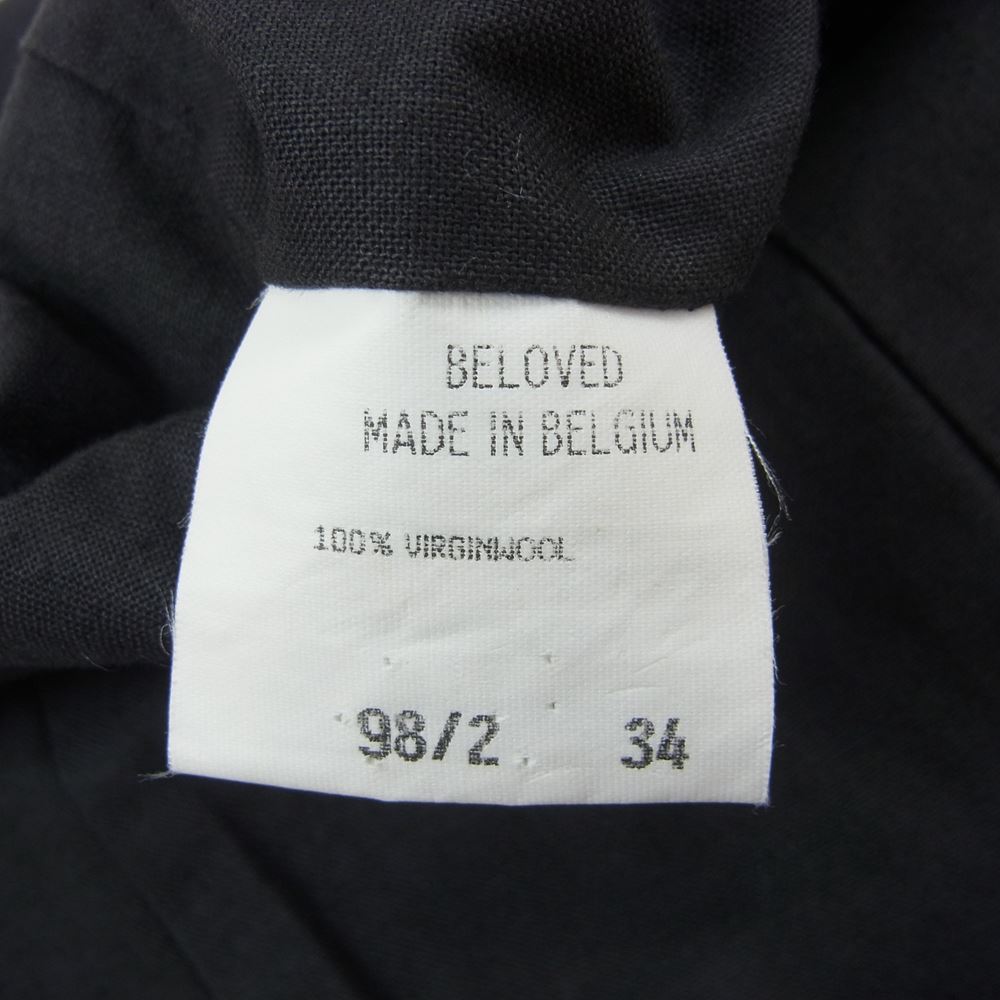 BELOVED
MADE IN BELGIUM
100% VIRGINWOOL
98/2 34